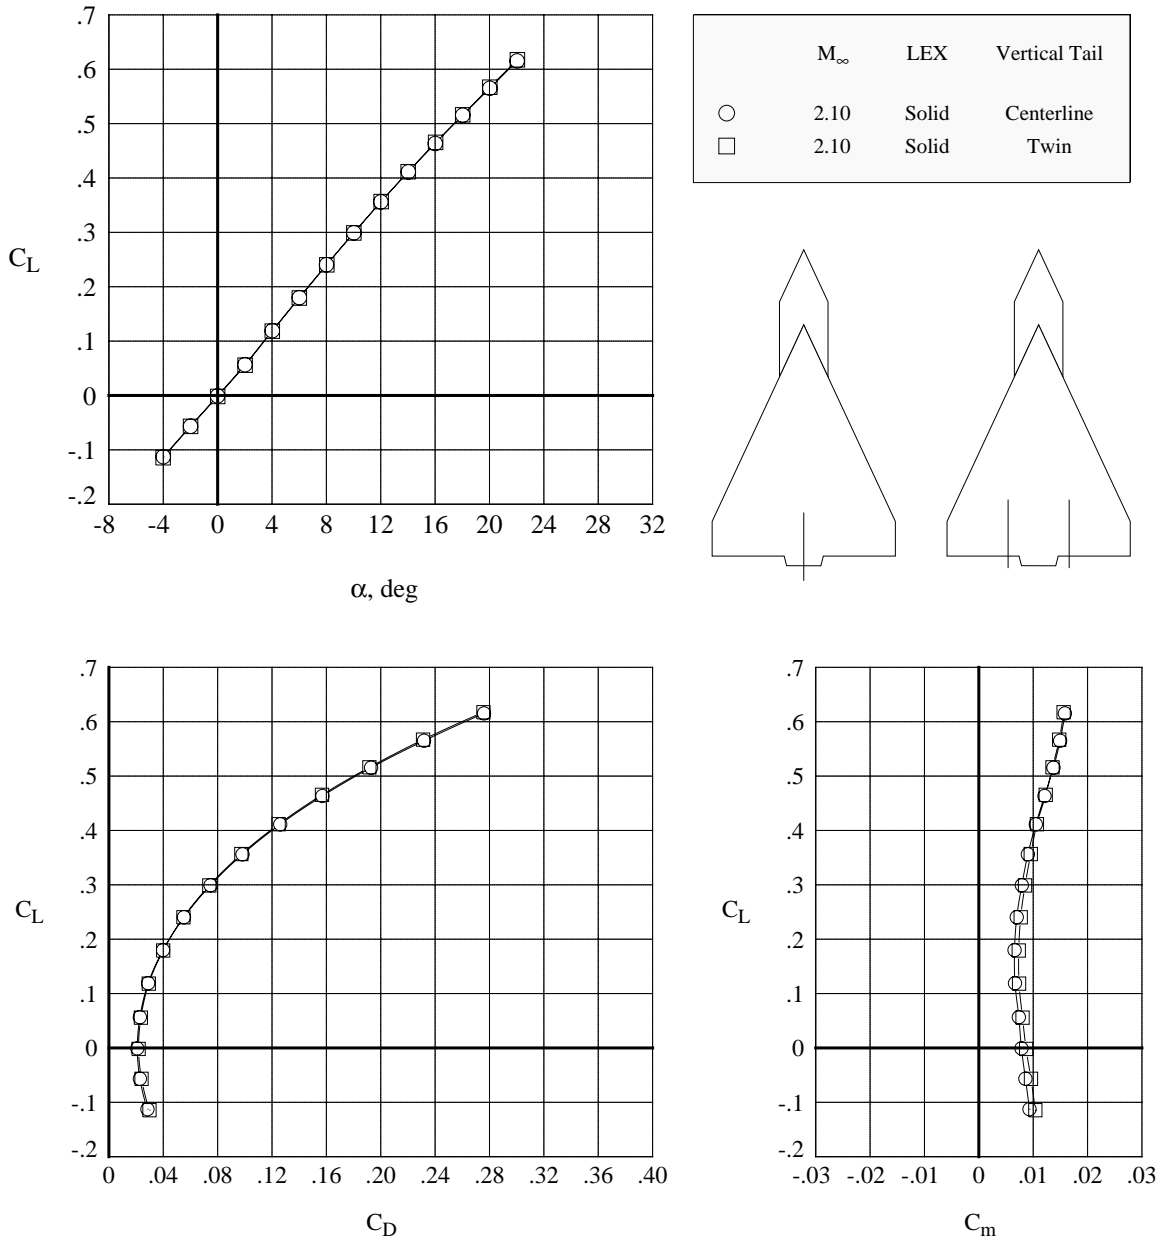 .7
.6
.5
.4
.3
.2
.1
0
-.1
-.2
C_L
-8 -4 0 4 8 12 16 20 24 28 32
α, deg
M_∞ LEX Vertical Tail
2.10 Solid Centerline
2.10 Solid Twin
.7
.6
.5
.4
.3
.2
.1
0
-.1
-.2
C_L
0 .04 .08 .12 .16 .20 .24 .28 .32 .36 .40
C_D
.7
.6
.5
.4
.3
.2
.1
0
-.1
-.2
C_L
-.03 -.02 -.01 0 .01 .02 .03
C_m